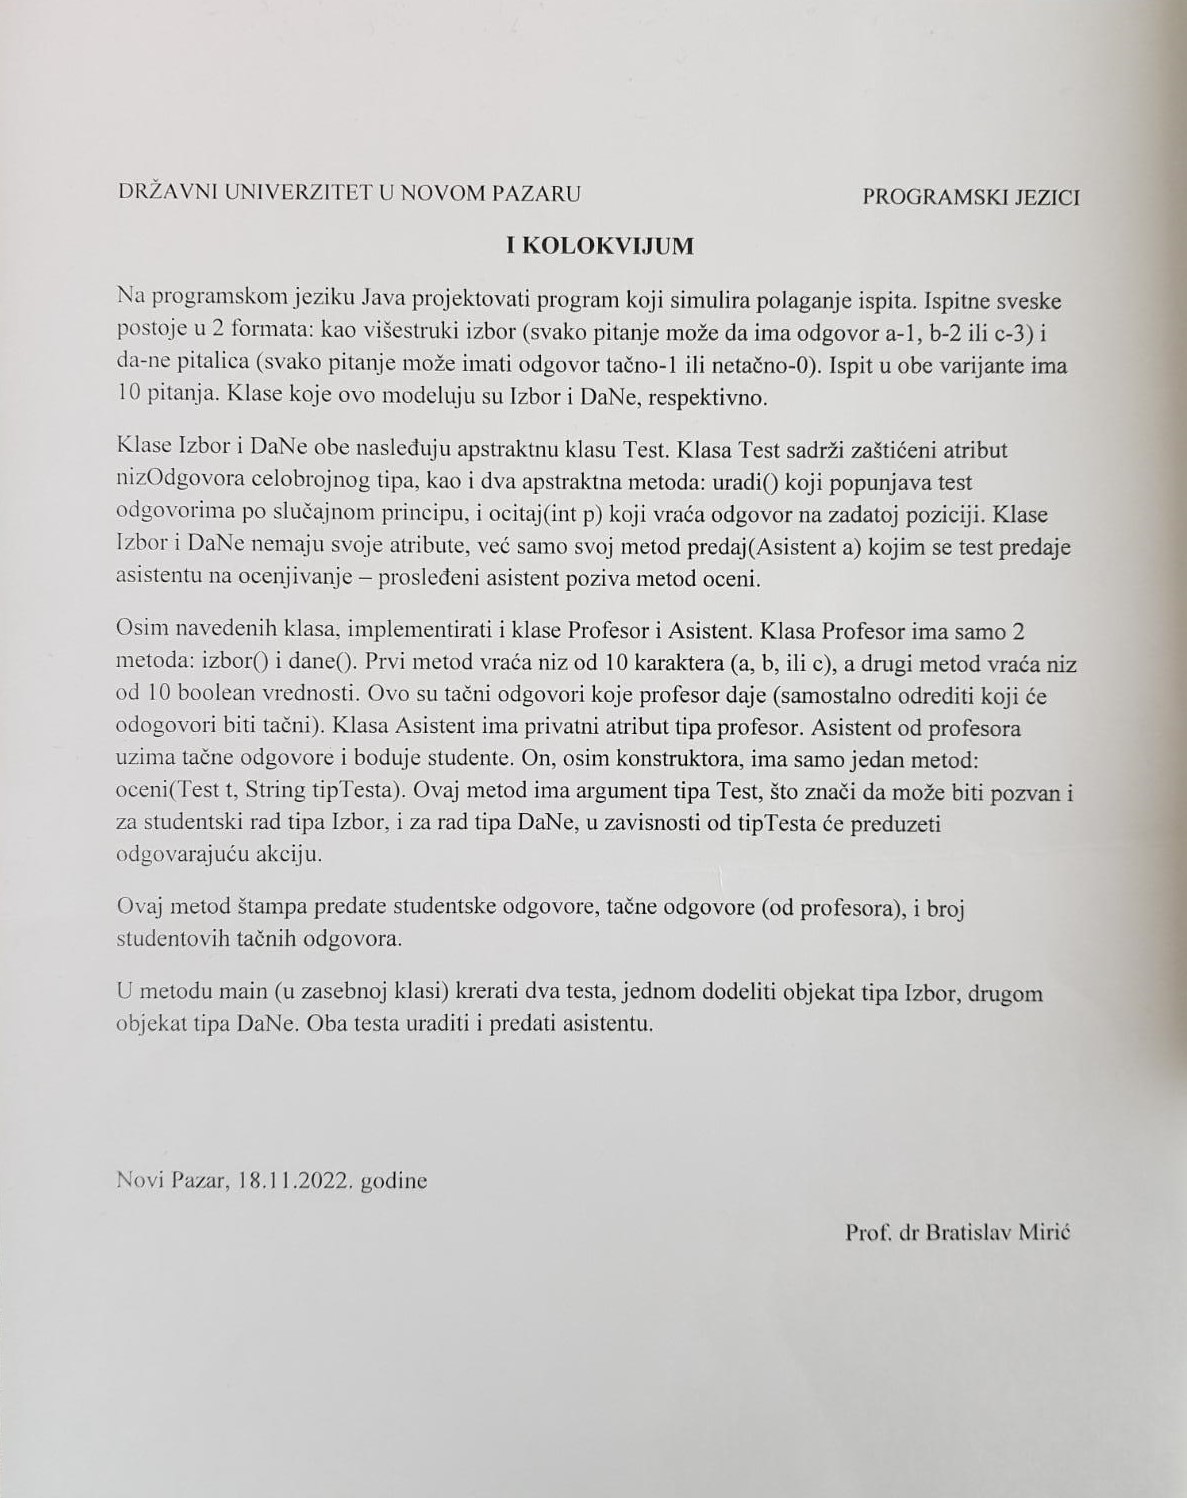 DRŽAVNI UNIVERZITET U NOVOM PAZARU PROGRAMSKI JEZICI
I KOLOKVIJUM
Na programskom jeziku Java projektovati program koji simulira polaganje ispita. Ispitne sveske
postoje u 2 formata: kao višestruki izbor (svako pitanje može da ima odgovor a-1, b-2 ili c-3) i
da-ne pitalica (svako pitanje može imati odgovor tačno-1 ili netačno-0). Ispit u obe varijante ima
10 pitanja. Klase koje ovo modeluju su Izbor i DaNe, respektivno.
Klase Izbor i DaNe obe nasleđuju apstraktnu klasu Test. Klasa Test sadrži zaštićeni atribut
nizOdgovora celobrojnog tipa, kao i dva apstraktna metoda: uradi() koji popunjava test
odgovorima po slučajnom principu, i ocitaj(int p) koji vraća odgovor na zadatoj poziciji. Klase
Izbor i DaNe nemaju svoje atribute, već samo svoj metod predaj(Asistent a) kojim se test predaje
asistentu na ocenjivanje – prosleđeni asistent poziva metod oceni.
Osim navedenih klasa, implementirati i klase Profesor i Asistent. Klasa Profesor ima samo 2
metoda: izbor() i dane(). Prvi metod vraća niz od 10 karaktera (a, b, ili c), a drugi metod vraća niz
od 10 boolean vrednosti. Ovo su tačni odgovori koje profesor daje (samostalno odrediti koji će
odogovori biti tačni). Klasa Asistent ima privatni atribut tipa profesor. Asistent od profesora
uzima tačne odgovore i boduje studente. On, osim konstruktora, ima samo jedan metod:
oceni(Test t, String tipTesta). Ovaj metod ima argument tipa Test, što znači da može biti pozvan i
za studentski rad tipa Izbor, i za rad tipa DaNe, u zavisnosti od tipTesta će preduzeti
odgovarajuću akciju.
Ovaj metod štampa predate studentske odgovore, tačne odgovore (od profesora), i broj
studentovih tačnih odgovora.
U metodu main (u zasebnoj klasi) krerati dva testa, jednom dodeliti objekat tipa Izbor, drugom
objekat tipa DaNe. Oba testa uraditi i predati asistentu.
Novi Pazar, 18.11.2022. godine
Prof. dr Bratislav Mirić